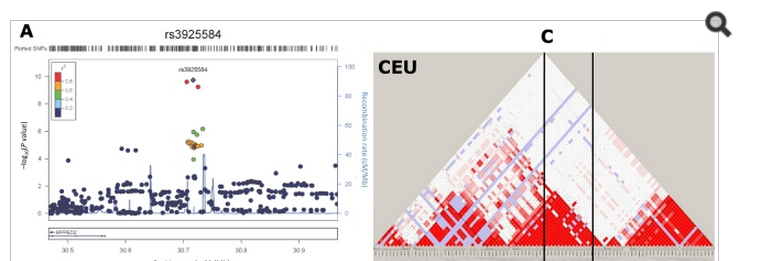 A
rs3925584
C
Plotted SNPs
rs3925584
CEU
r²
0.8
0.6
0.4
0.2
10
8
6
4
2
0
100
80
60
40
20
0
−log₁₀(P value)
Recombination rate (cM/Mb)
MPPED2
30.5 30.6 30.7 30.8 30.9